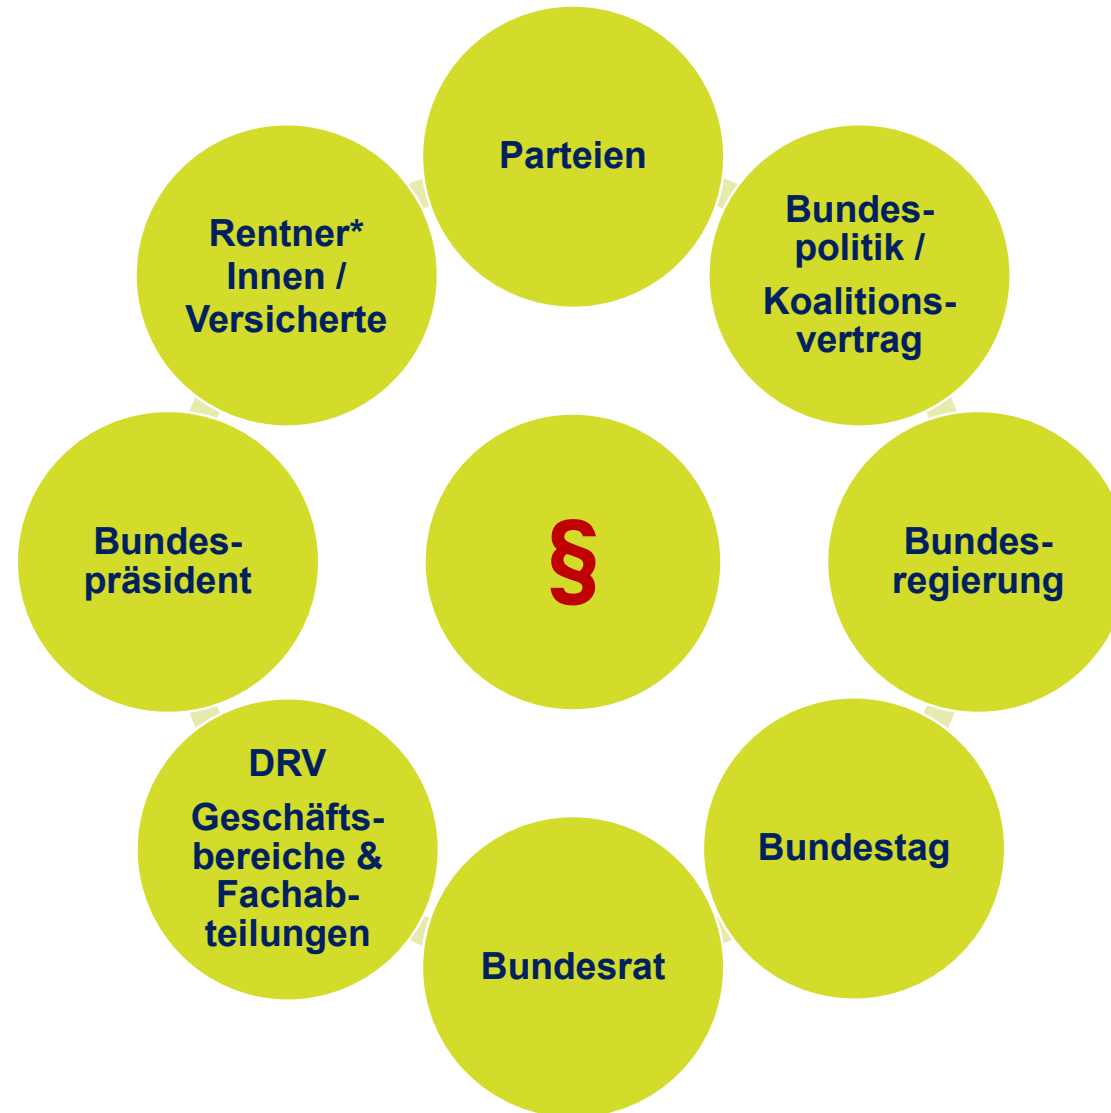 Parteien
Bundes-
politik /
Koalitions-
vertrag
Bundes-
regierung
Bundestag
Bundesrat
DRV
Geschäfts-
bereiche &
Fachab-
teilungen
Bundes-
präsident
Rentner*
Innen /
Versicherte
§